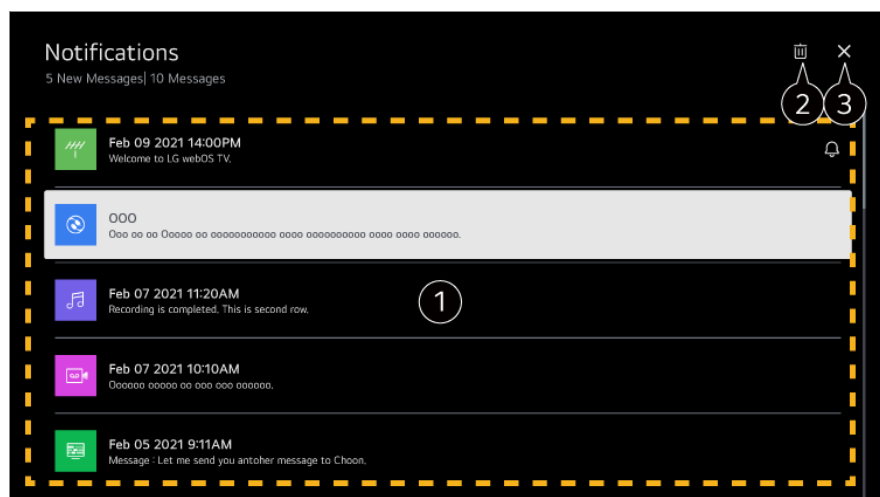 Notifications
5 New Messages| 10 Messages
2 3
Feb 09 2021 14:00PM
Welcome to LG webOS TV.
OOO
Ooo oo oo Ooooo oo ooooooooooo oooo oooooooooo oooo oooo oooooo.
Feb 07 2021 11:20AM
Recording is completed. This is second row.
1
Feb 07 2021 10:10AM
Oooooo ooooo oo ooo ooo oooooo.
Feb 05 2021 9:11AM
Message : Let me send you antoher message to Choon.